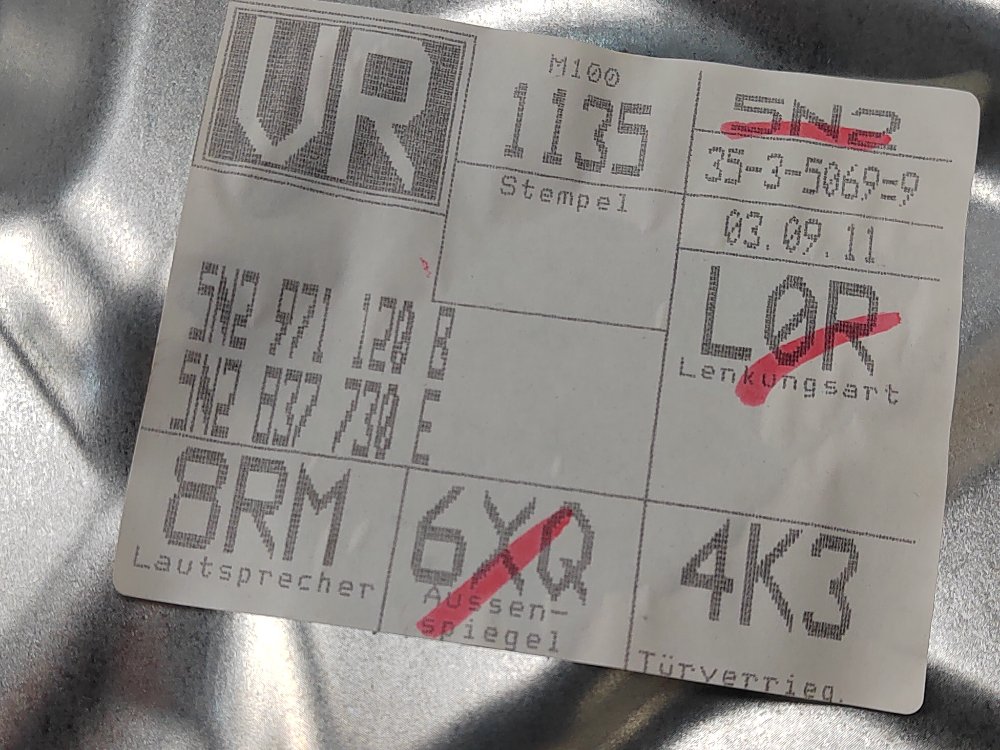 VR
M100
1135
Stempel
5N2
35-3-5069-9
03.09.11
L0R
Lenkungsart
5N2 971 120 B
5N2 837 730 E
8RM
Lautsprecher
6XQ
Aussen-
spiegel
4K3
Türverrieg.